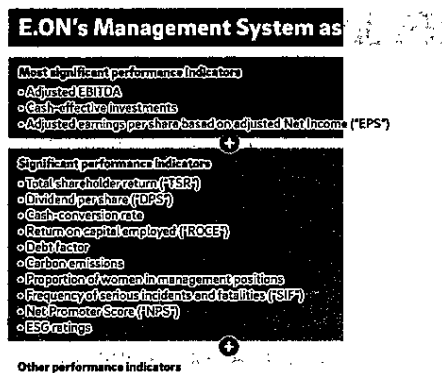 E.ON's Management System as
Most significant performance indicators
• Adjusted EBITDA
• Cash-effective investments
• Adjusted earnings per share based on adjusted Net Income ("EPS")
+
Significant performance indicators
• Total shareholder return ("TSR")
• Dividend per share ("DPS")
• Cash-conversion rate
• Return on capital employed ("ROCE")
• Debt factor
• Carbon emissions
• Proportion of women in management positions
• Frequency of serious incidents and fatalities ("SIF")
• Net Promoter Score ("NPS")
• ESG ratings
+
Other performance indicators